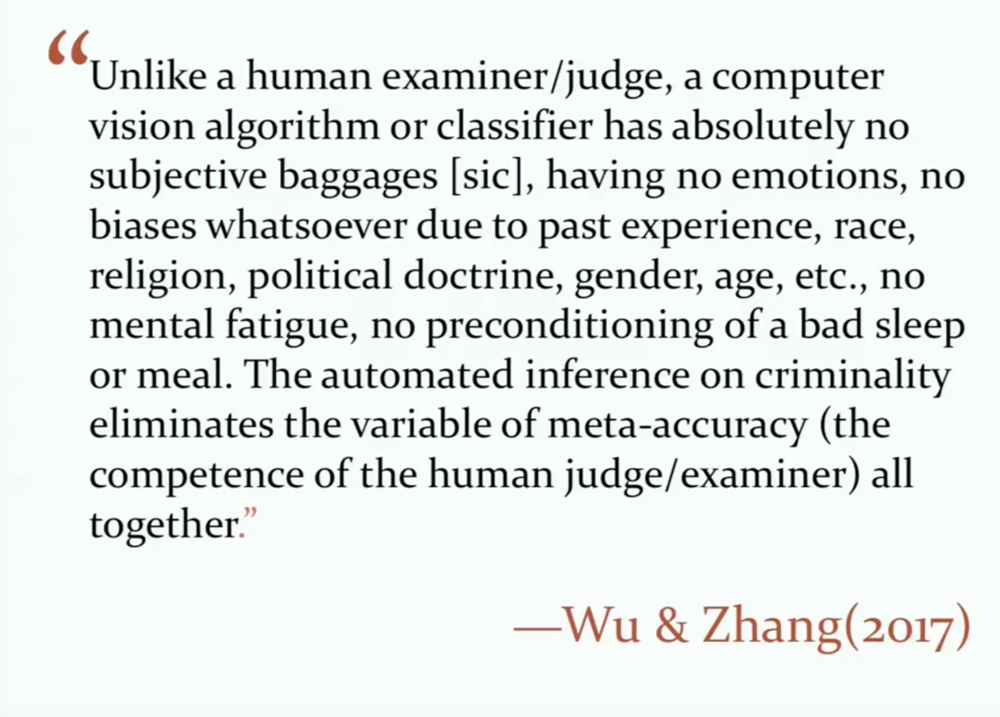 “Unlike a human examiner/judge, a computer
vision algorithm or classifier has absolutely no
subjective baggages [sic], having no emotions, no
biases whatsoever due to past experience, race,
religion, political doctrine, gender, age, etc., no
mental fatigue, no preconditioning of a bad sleep
or meal. The automated inference on criminality
eliminates the variable of meta-accuracy (the
competence of the human judge/examiner) all
together.”
—Wu & Zhang(2017)